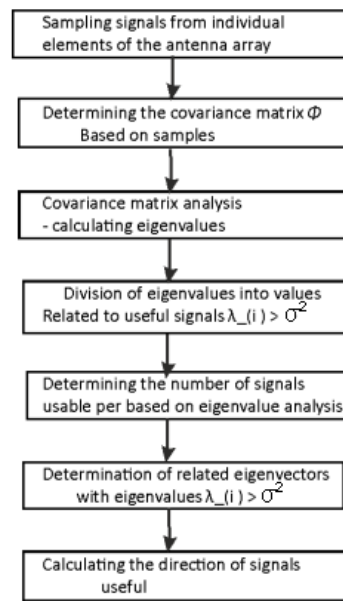 Sampling signals from individual
elements of the antenna array
Determining the covariance matrix Φ
Based on samples
Covariance matrix analysis
- calculating eigenvalues
Division of eigenvalues into values
Related to useful signals λ_(i ) > σ²
Determining the number of signals
usable per based on eigenvalue analysis
Determination of related eigenvectors
with eigenvalues λ_(i ) > σ²
Calculating the direction of signals
useful